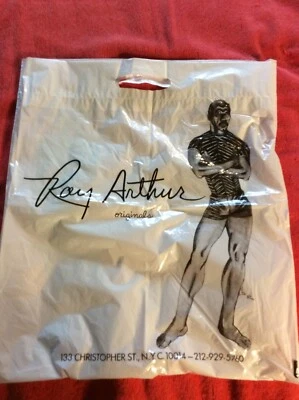 Ray Arthur
originals
133 CHRISTOPHER ST., N.Y.C. 10014-212-929-5760